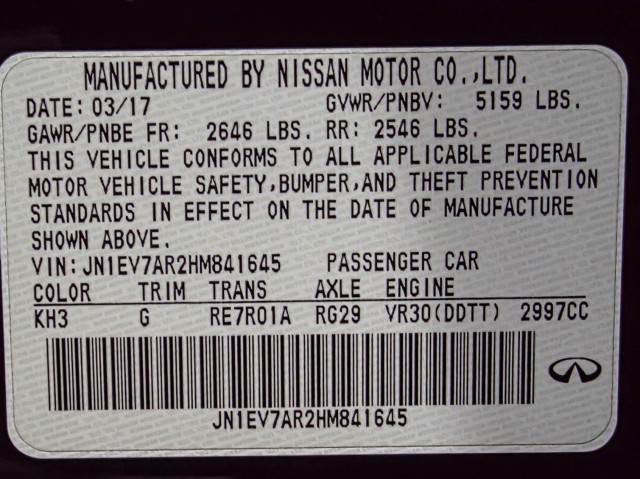 MANUFACTURED BY NISSAN MOTOR CO.,LTD.
DATE: 03/17 GVWR/PNBV: 5159 LBS.
GAWR/PNBE FR: 2646 LBS. RR: 2546 LBS.
THIS VEHICLE CONFORMS TO ALL APPLICABLE FEDERAL
MOTOR VEHICLE SAFETY,BUMPER,AND THEFT PREVENTION
STANDARDS IN EFFECT ON THE DATE OF MANUFACTURE
SHOWN ABOVE.
VIN: JN1EV7AR2HM841645 PASSENGER CAR
COLOR TRIM TRANS AXLE ENGINE
KH3 G RE7R01A RG29 VR30(DDTT) 2997CC
JN1EV7AR2HM841645